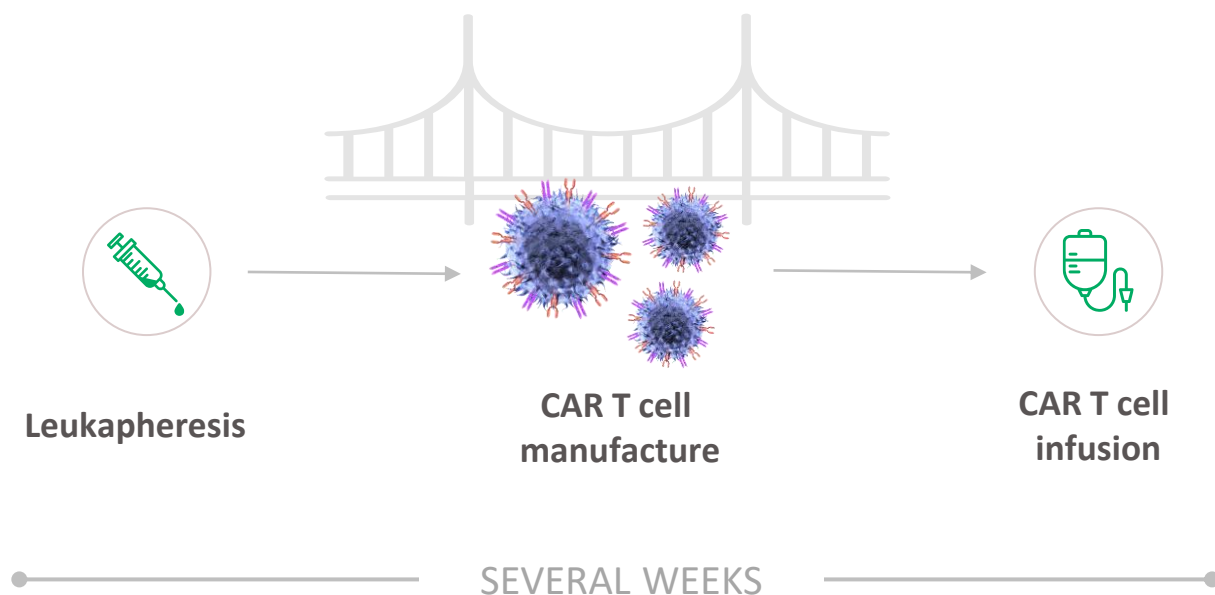 Leukapheresis
CAR T cell
manufacture
CAR T cell
infusion
SEVERAL WEEKS